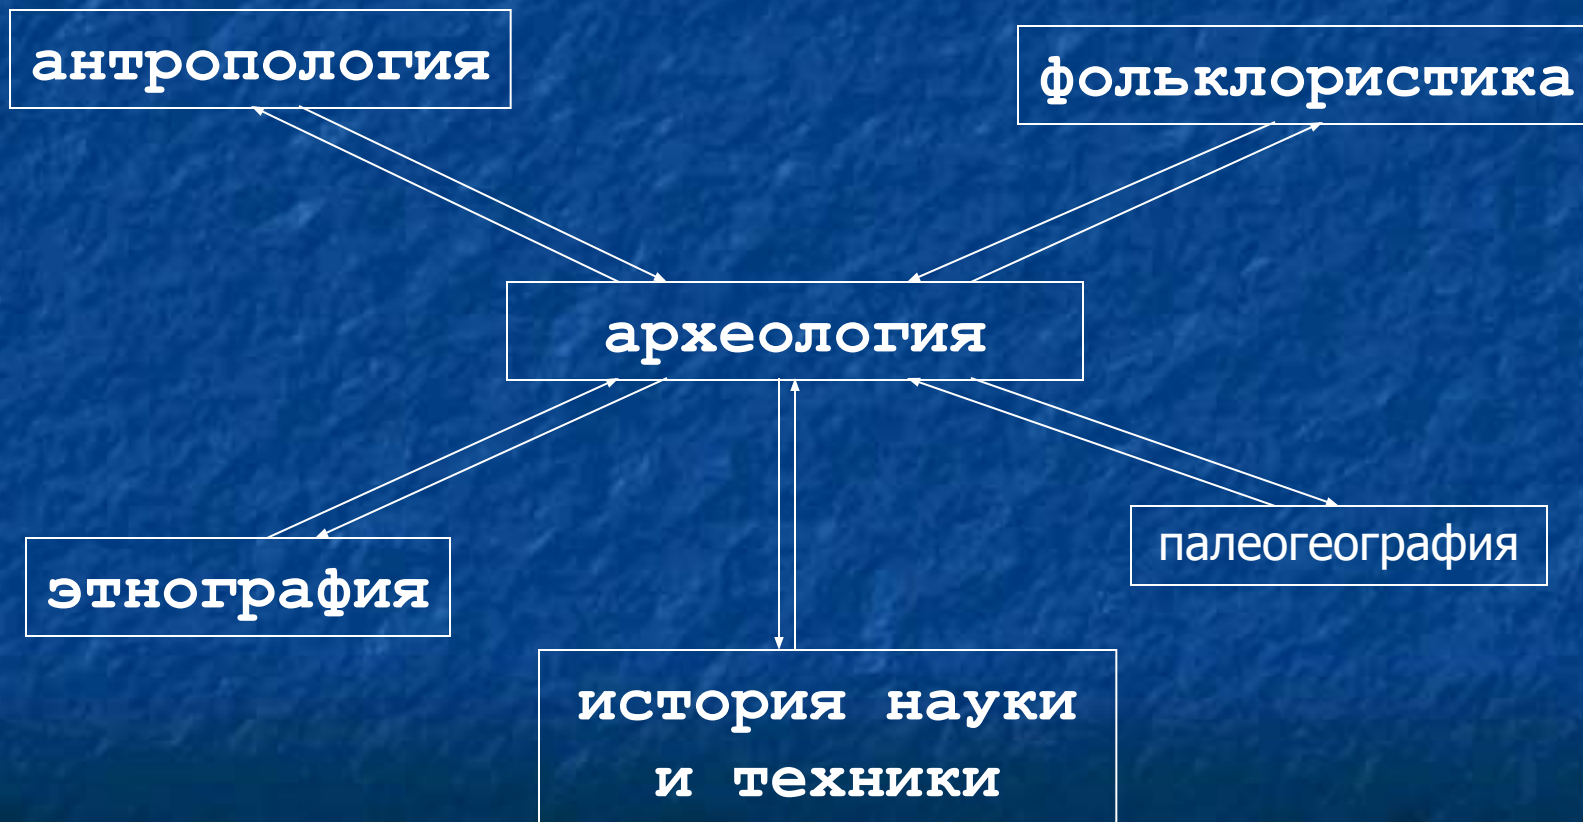 антропология
фольклористика
археология
палеогеография
этнография
история науки
и техники